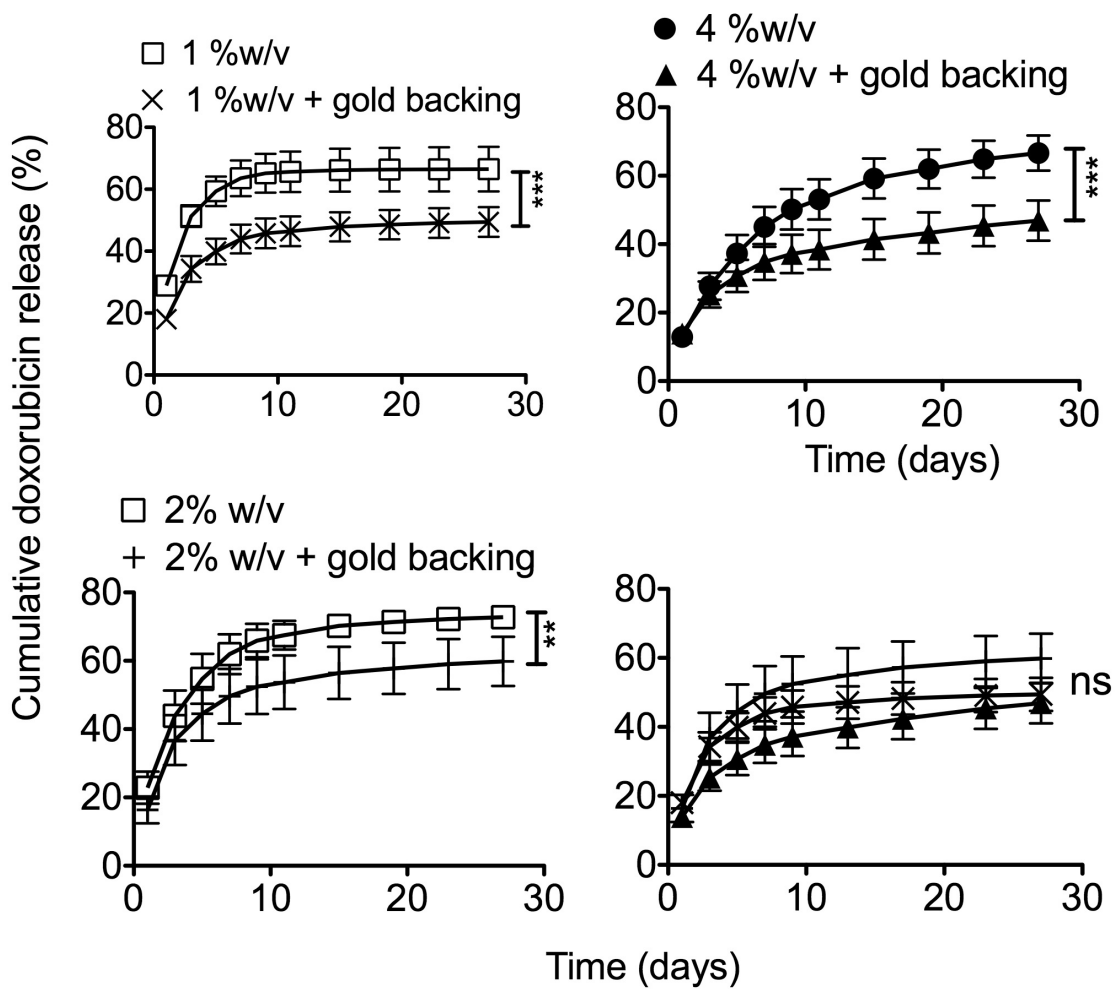 1 %w/v
1 %w/v + gold backing
4 %w/v
4 %w/v + gold backing
Cumulative doxorubicin release (%)
80
60
40
20
0
0 10 20 30
***
80
60
40
20
0
0 10 20 30
Time (days)
***
2% w/v
2% w/v + gold backing
80
60
40
20
0
0 10 20 30
**
80
60
40
20
0
0 10 20 30
ns
Time (days)